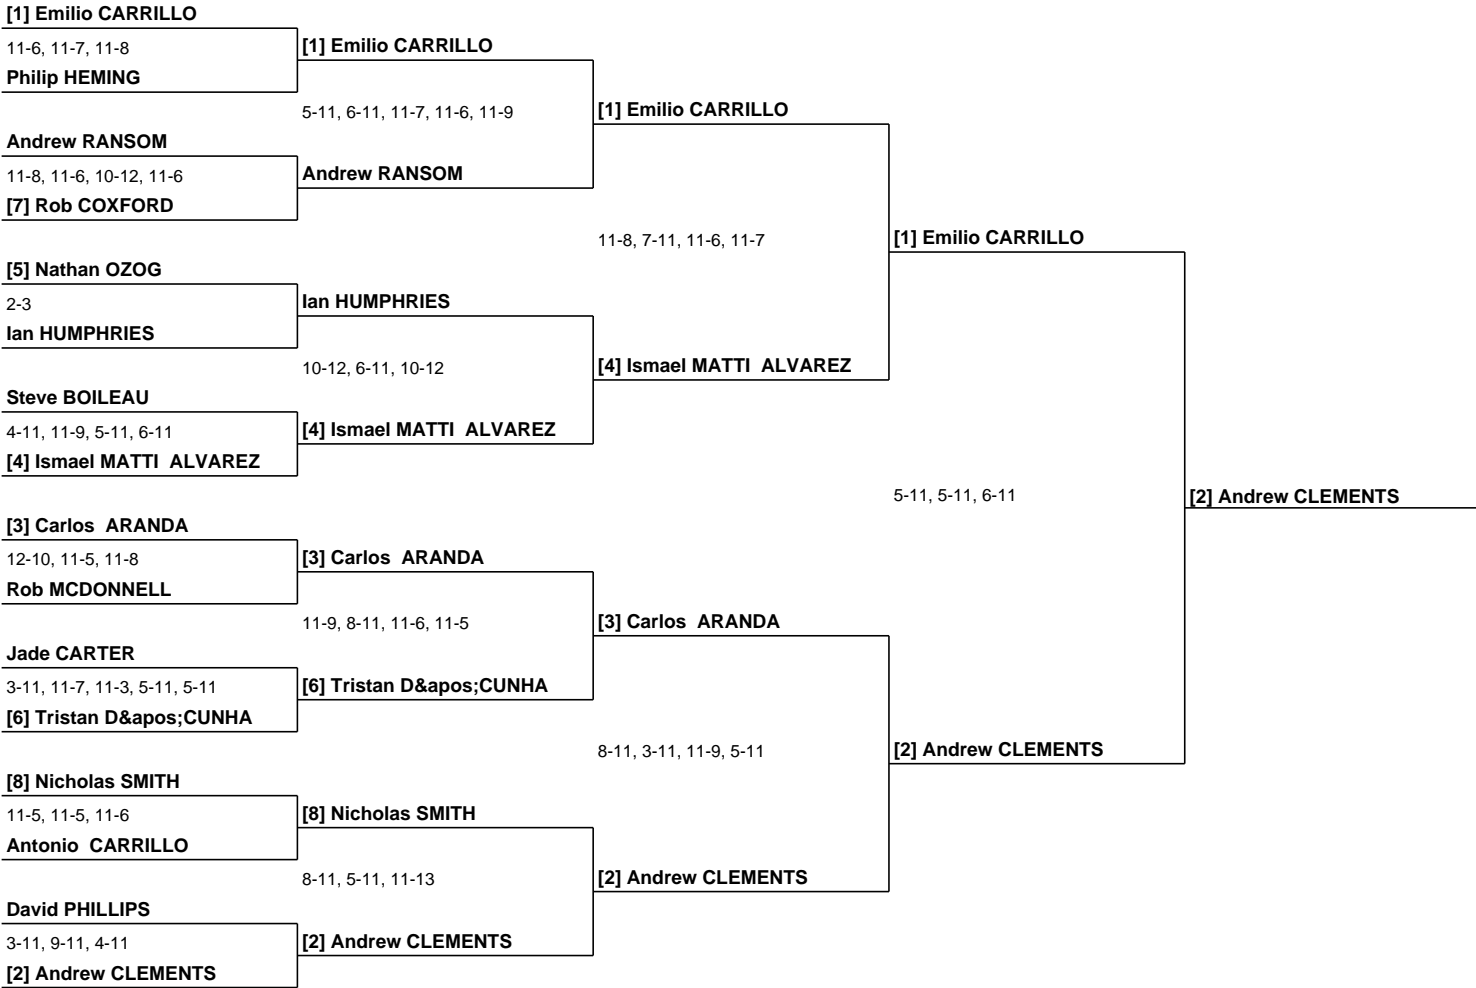 [1] Emilio CARRILLO
11-6, 11-7, 11-8
Philip HEMING
Andrew RANSOM
11-8, 11-6, 10-12, 11-6
[7] Rob COXFORD
[5] Nathan OZOG
2-3
Ian HUMPHRIES
Steve BOILEAU
4-11, 11-9, 5-11, 6-11
[4] Ismael MATTI  ALVAREZ
[3] Carlos  ARANDA
12-10, 11-5, 11-8
Rob MCDONNELL
Jade CARTER
3-11, 11-7, 11-3, 5-11, 5-11
[6] Tristan D&apos;CUNHA
[8] Nicholas SMITH
11-5, 11-5, 11-6
Antonio  CARRILLO
David PHILLIPS
3-11, 9-11, 4-11
[2] Andrew CLEMENTS
[1] Emilio CARRILLO
5-11, 6-11, 11-7, 11-6, 11-9
Andrew RANSOM
Ian HUMPHRIES
10-12, 6-11, 10-12
[4] Ismael MATTI  ALVAREZ
[3] Carlos  ARANDA
11-9, 8-11, 11-6, 11-5
[6] Tristan D&apos;CUNHA
[8] Nicholas SMITH
8-11, 5-11, 11-13
[2] Andrew CLEMENTS
[1] Emilio CARRILLO
11-8, 7-11, 11-6, 11-7
[4] Ismael MATTI  ALVAREZ
[3] Carlos  ARANDA
8-11, 3-11, 11-9, 5-11
[2] Andrew CLEMENTS
[1] Emilio CARRILLO
5-11, 5-11, 6-11
[2] Andrew CLEMENTS
[2] Andrew CLEMENTS